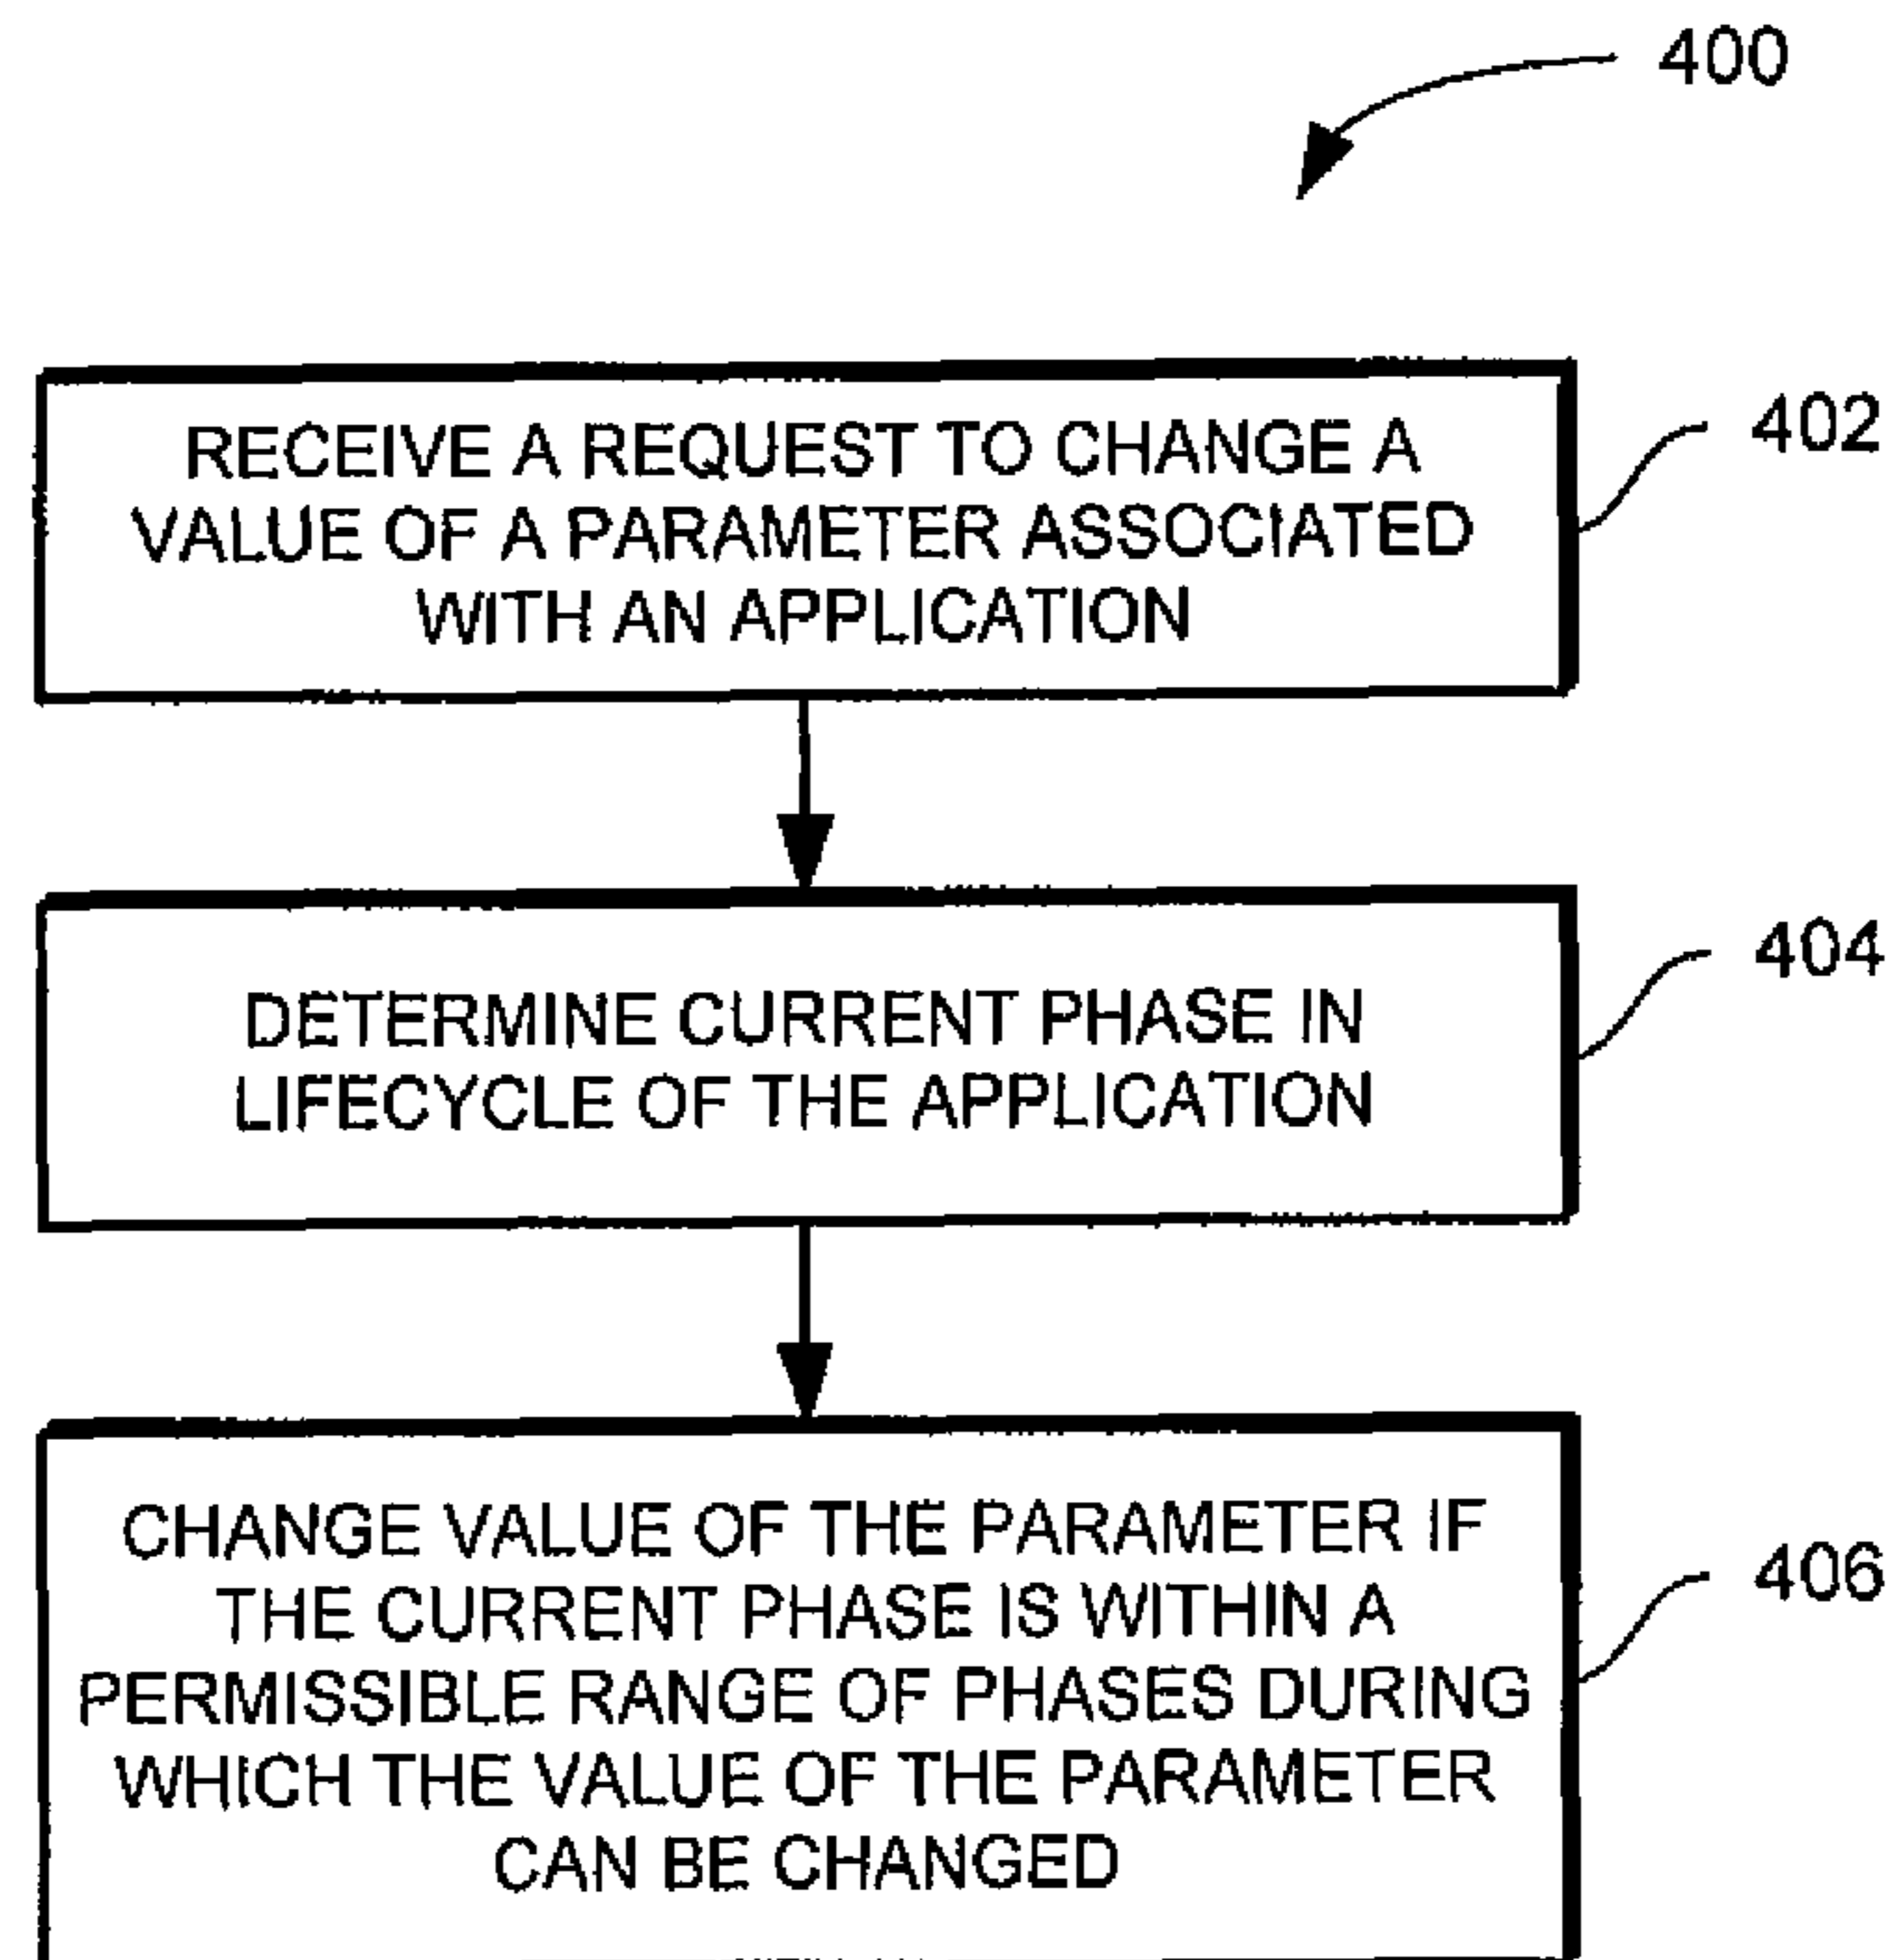 400
RECEIVE A REQUEST TO CHANGE A
VALUE OF A PARAMETER ASSOCIATED
WITH AN APPLICATION
402
DETERMINE CURRENT PHASE IN
LIFECYCLE OF THE APPLICATION
404
CHANGE VALUE OF THE PARAMETER IF
THE CURRENT PHASE IS WITHIN A
PERMISSIBLE RANGE OF PHASES DURING
WHICH THE VALUE OF THE PARAMETER
CAN BE CHANGED
406